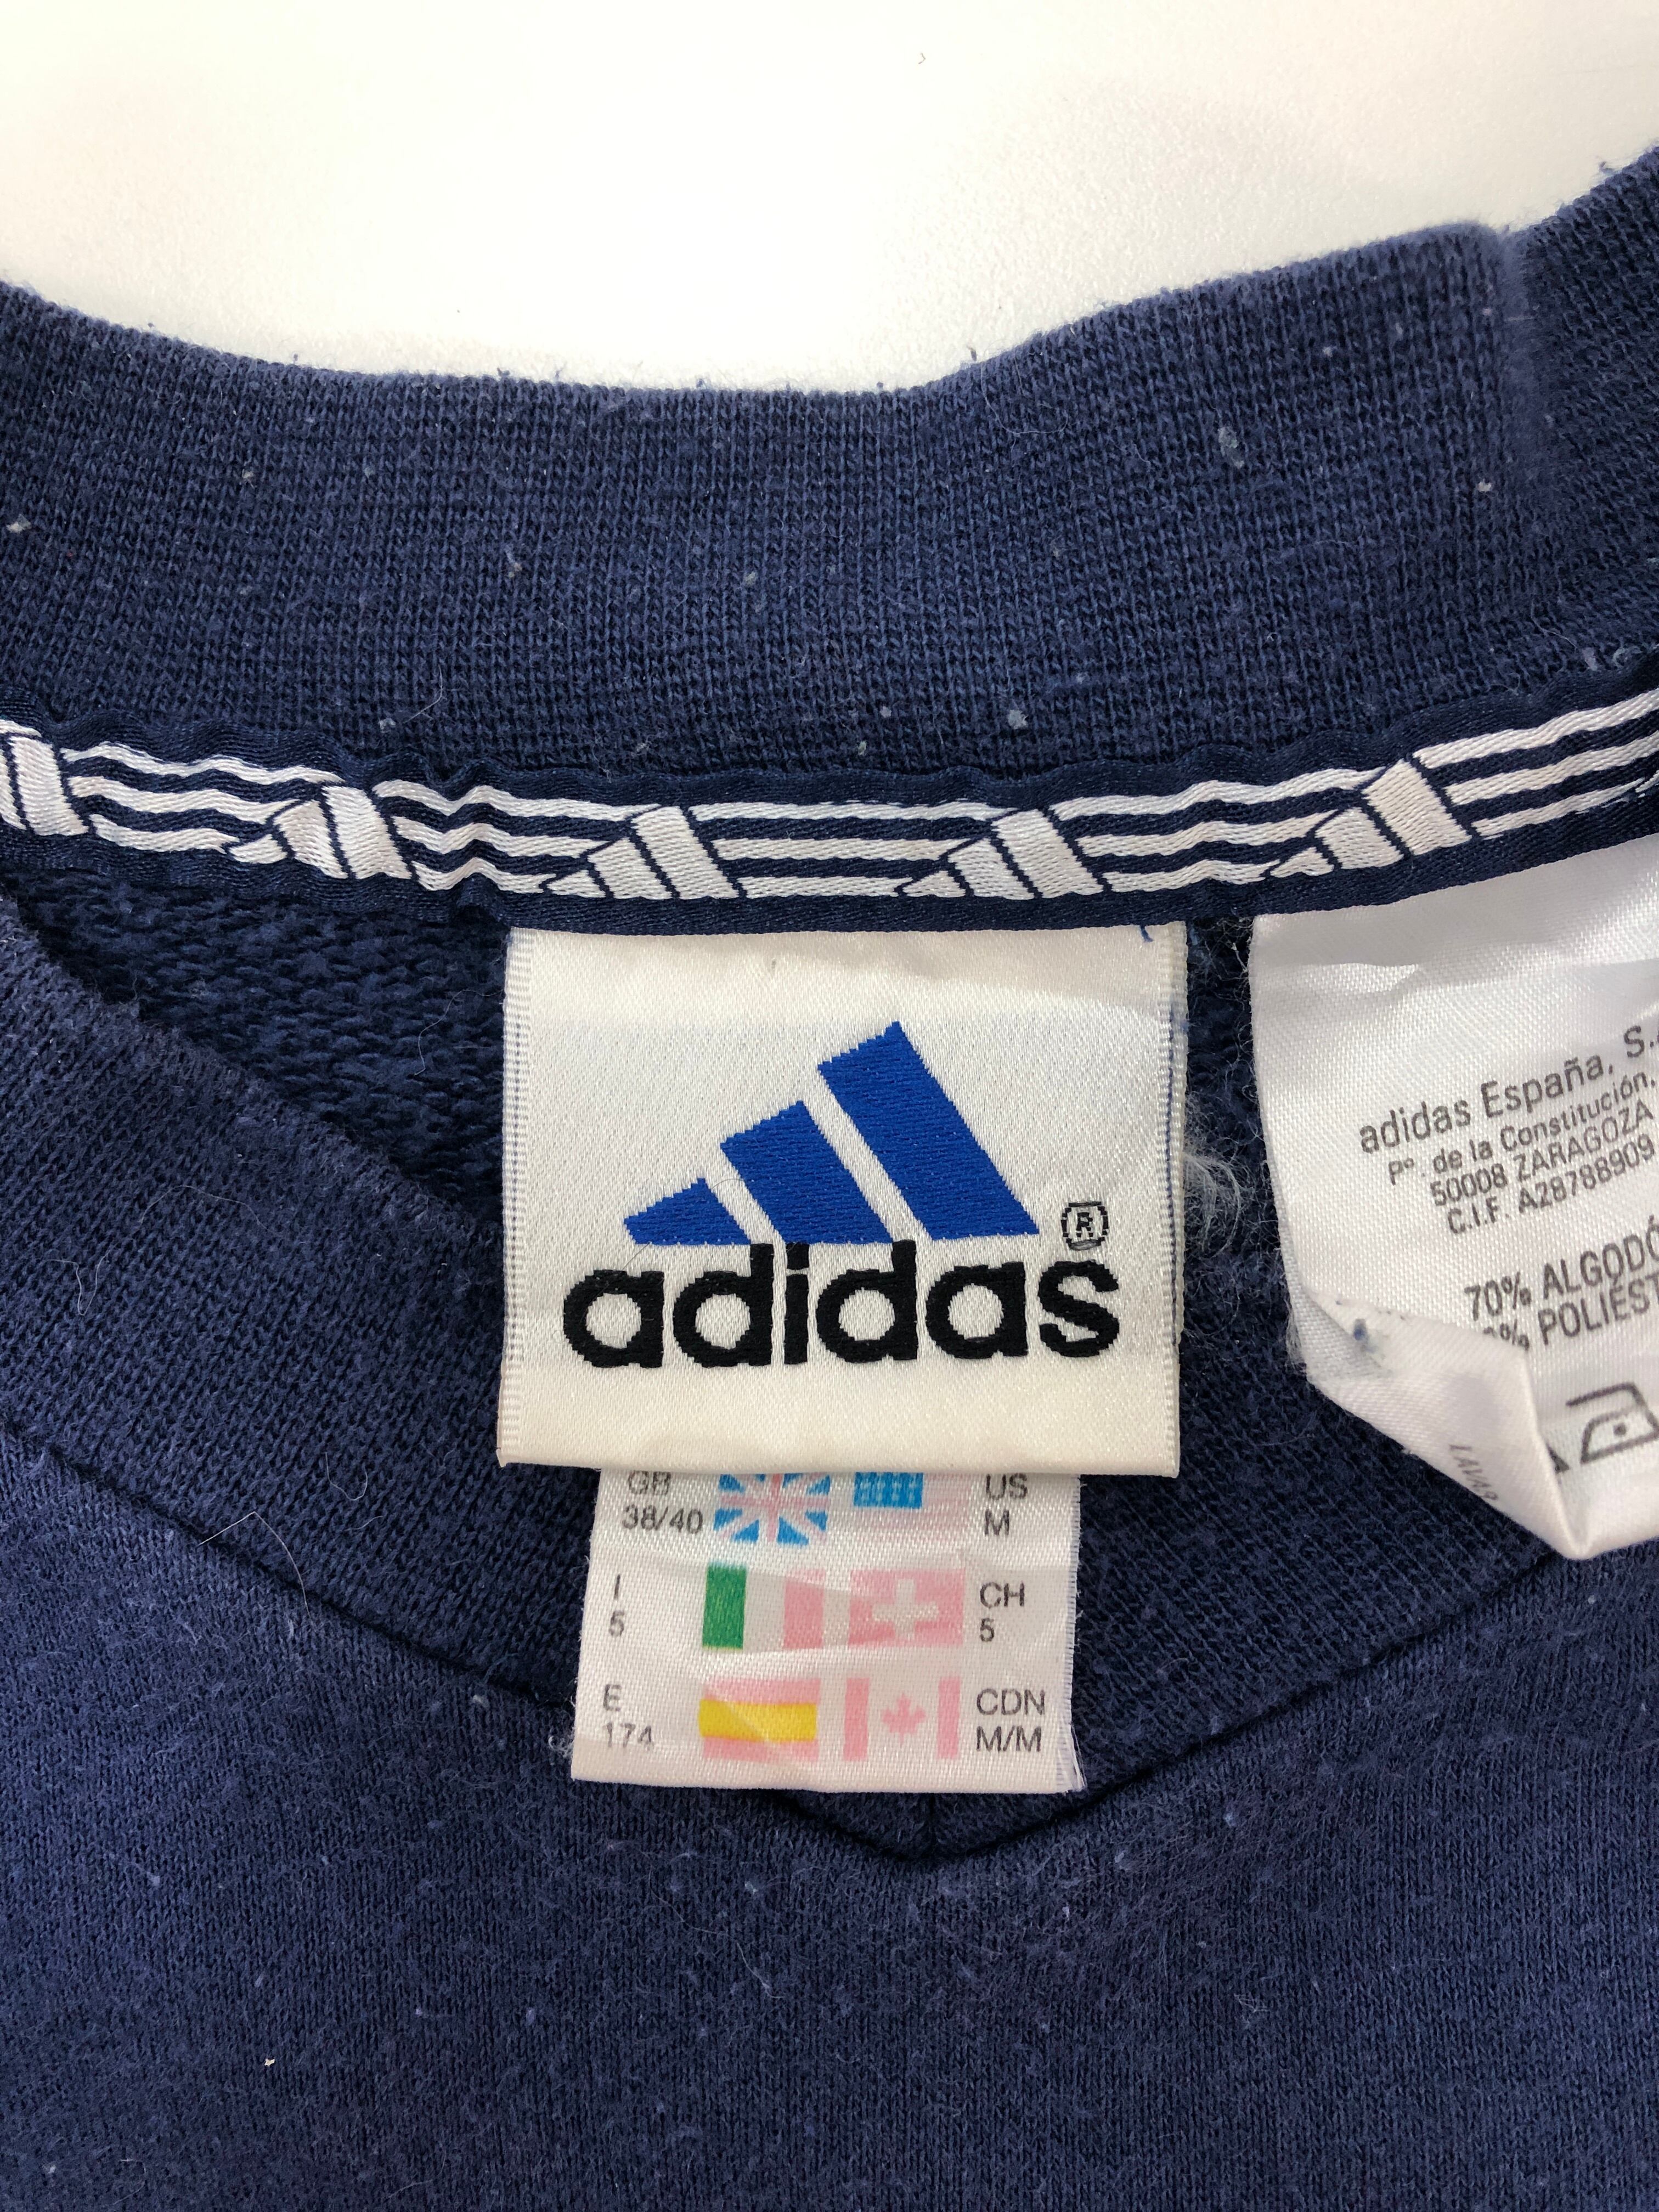 adidas®
GB US
38/40 M
I CH
5 5
E CDN
174 M/M
adidas España, S.
Pº. de la Constitución,
50008 ZARAGOZA
C.I.F. A28788909
70% ALGODÓ
% POLIEST
LAVAR